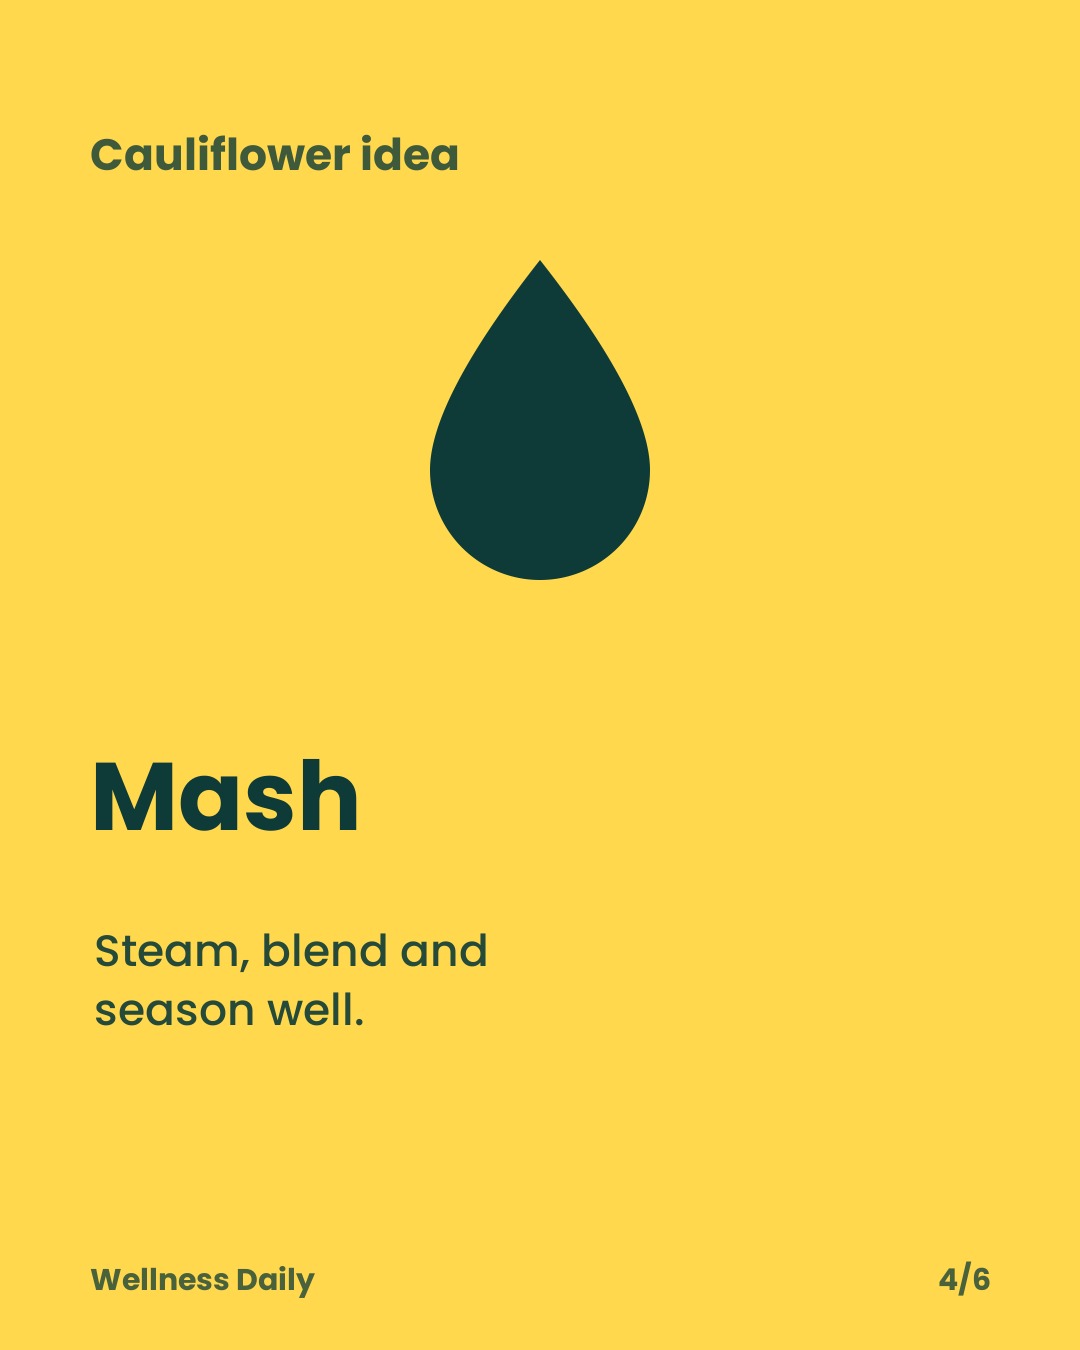 Cauliflower idea
Mash
Steam, blend and
season well.
Wellness Daily
4/6